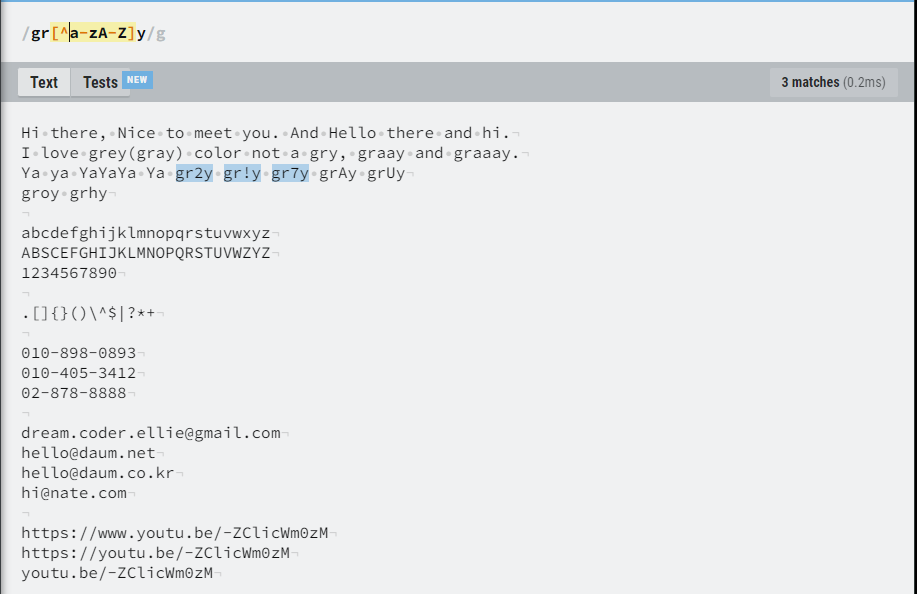 /gr[^a-zA-Z]y/g
Text Tests NEW 3 matches (0.2ms)
Hi there, Nice to meet you. And Hello there and hi.
I love grey(gray) color not a gry, graay and graaay.
Ya ya YaYaYa Ya gr2y gr!y gr7y grAy grUy
groy grhy
abcdefghijklmnopqrstuvwxyz
ABSCEFGHIJKLMNOPQRSTUVWZYZ
1234567890
.[]{}()\^$|?*+
010-898-0893
010-405-3412
02-878-8888
dream.coder.ellie@gmail.com
hello@daum.net
hello@daum.co.kr
hi@nate.com
https://www.youtu.be/-ZClicWm0zM
https://youtu.be/-ZClicWm0zM
youtu.be/-ZClicWm0zM